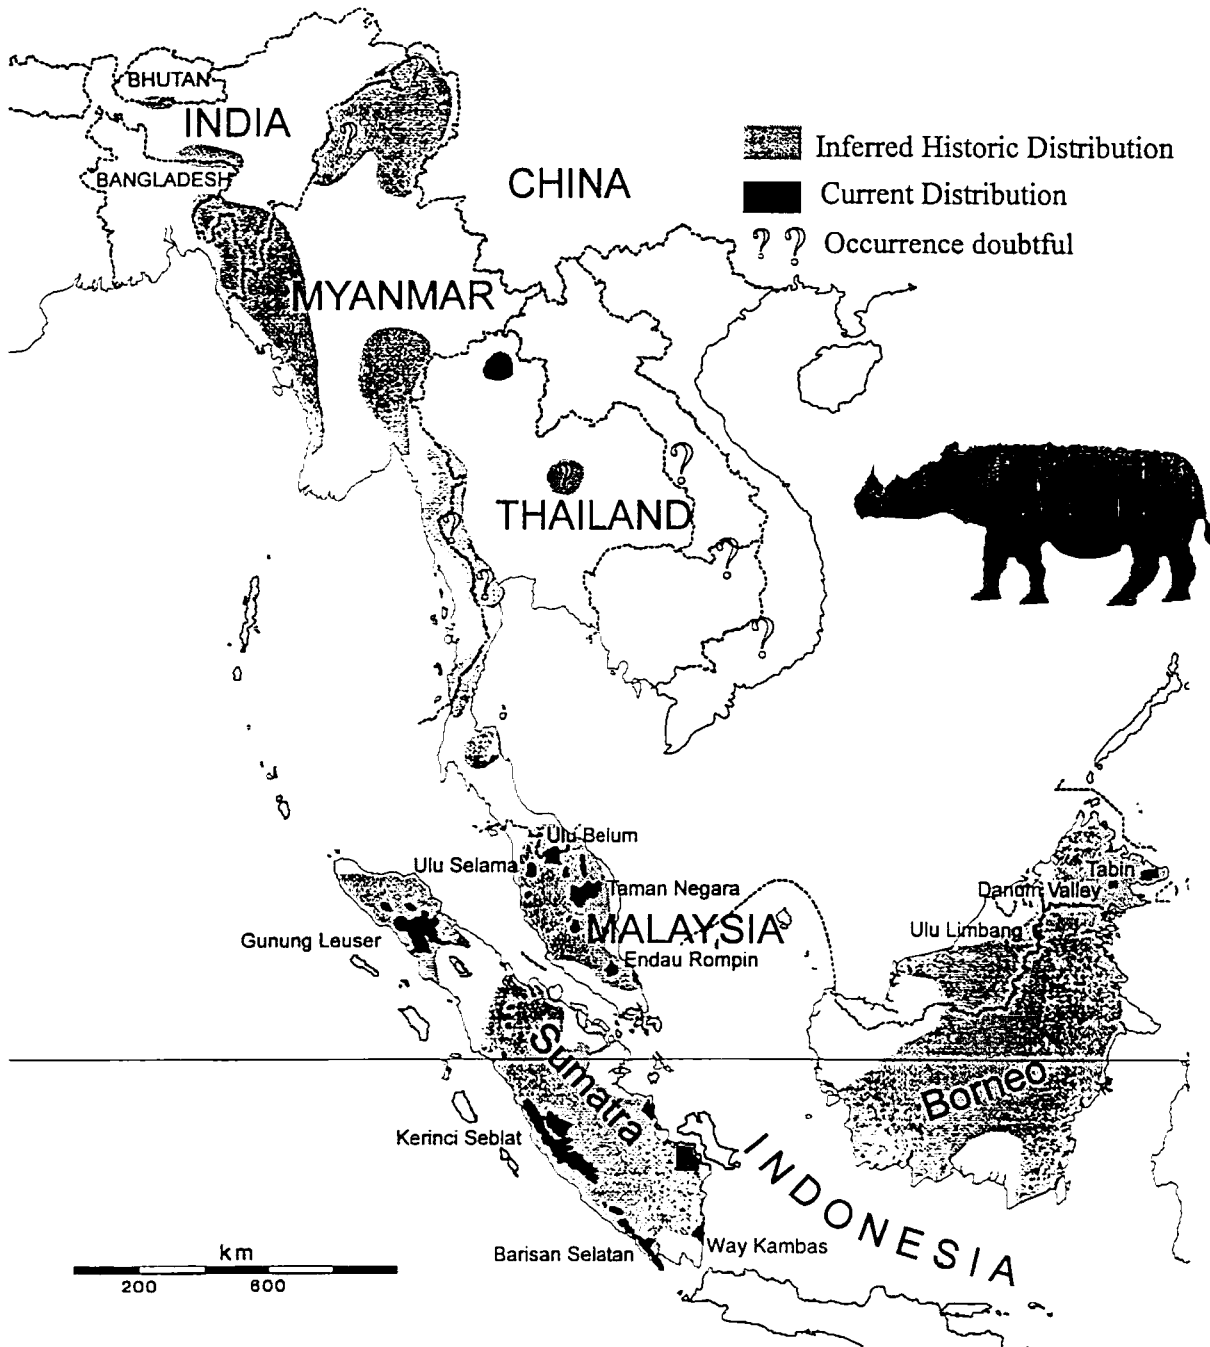 BHUTAN
INDIA
BANGLADESH
CHINA
MYANMAR
THAILAND
Inferred Historic Distribution
Current Distribution
? ? Occurrence doubtful
?
?
?
?
?
?
?
Ulu Belum
Ulu Selama
Taman Negara
MALAYSIA
Endau Rompin
Gunung Leuser
Tabin
Danum Valley
Ulu Limbang
Sumatra
Borneo
Kerinci Seblat
INDONESIA
Barisan Selatan
Way Kambas
km
200 600